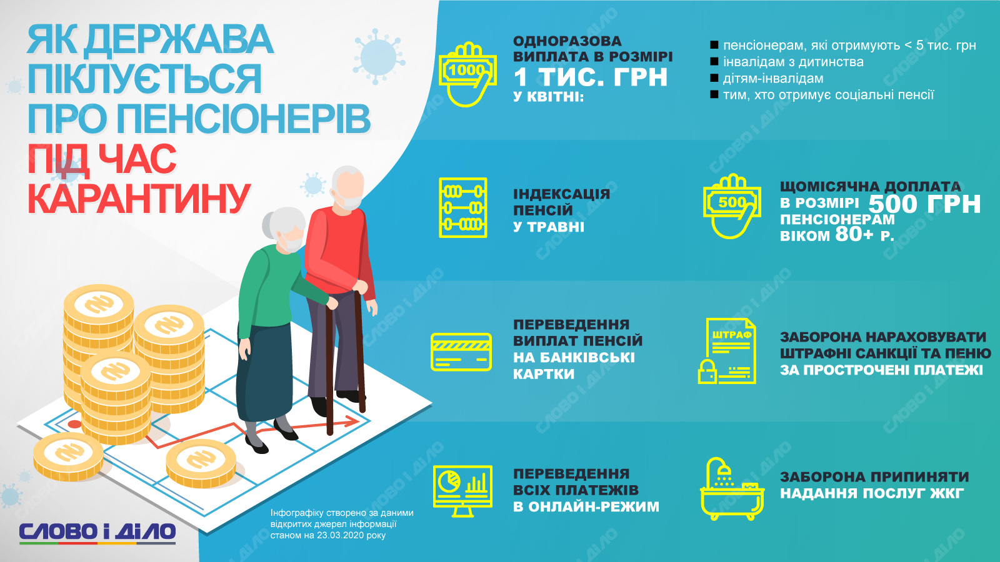 ЯК ДЕРЖАВА
ПІКЛУЄТЬСЯ
ПРО ПЕНСІОНЕРІВ
ПІД ЧАС
КАРАНТИНУ
1000
ОДНОРАЗОВА
ВИПЛАТА В РОЗМІРІ
1 ТИС. ГРН
У КВІТНІ:
пенсіонерам, які отримують < 5 тис. грн
інвалідам з дитинства
дітям-інвалідам
тим, хто отримує соціальні пенсії
ІНДЕКСАЦІЯ
ПЕНСІЙ
У ТРАВНІ
500
ЩОМІСЯЧНА ДОПЛАТА
В РОЗМІРІ 500 ГРН
ПЕНСІОНЕРАМ
ВІКОМ 80+ Р.
ПЕРЕВЕДЕННЯ
ВИПЛАТ ПЕНСІЙ
НА БАНКІВСЬКІ
КАРТКИ
ШТРАФ
ЗАБОРОНА НАРАХОВУВАТИ
ШТРАФНІ САНКЦІЇ ТА ПЕНЮ
ЗА ПРОСТРОЧЕНІ ПЛАТЕЖІ
ПЕРЕВЕДЕННЯ
ВСІХ ПЛАТЕЖІВ
В ОНЛАЙН-РЕЖИМ
ЗАБОРОНА ПРИПИНЯТИ
НАДАННЯ ПОСЛУГ ЖКГ
Інфографіку створено за даними
відкритих джерел інформації
станом на 23.03.2020 року
СЛОВО і ДІЛО